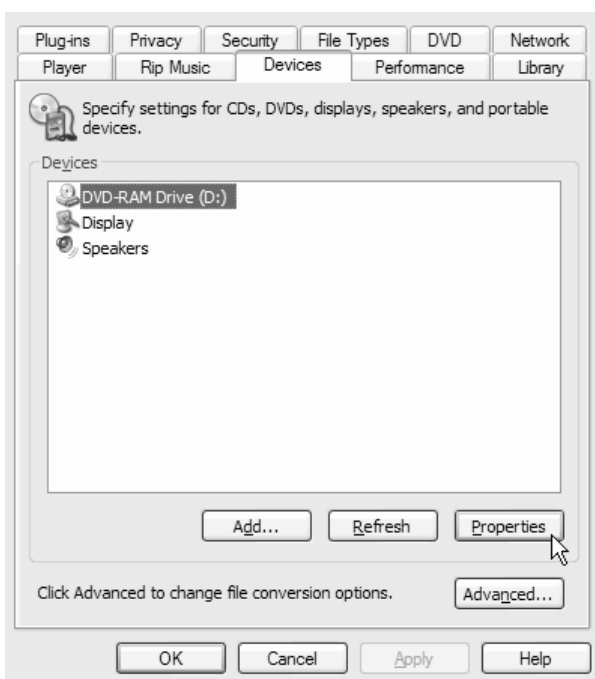 Plug-ins Privacy Security File Types DVD Network
Player Rip Music Devices Performance Library
Specify settings for CDs, DVDs, displays, speakers, and portable
devices.
Devices
DVD-RAM Drive (D:)
Display
Speakers
Add... Refresh Properties
Click Advanced to change file conversion options. Advanced...
OK Cancel Apply Help